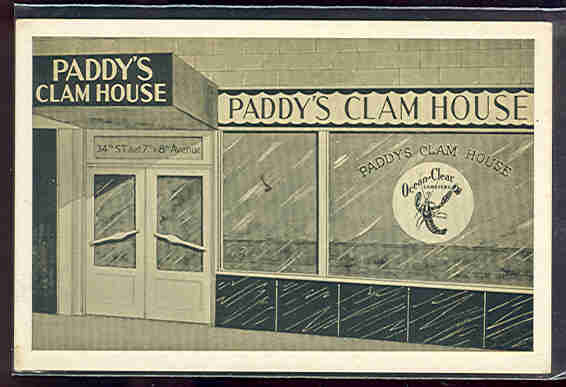 PADDY'S
CLAM HOUSE
PADDY'S CLAM HOUSE
34TH ST. bet 7TH & 8TH Avenue
PADDY'S CLAM HOUSE
Ocean-Clear
LOBSTERS